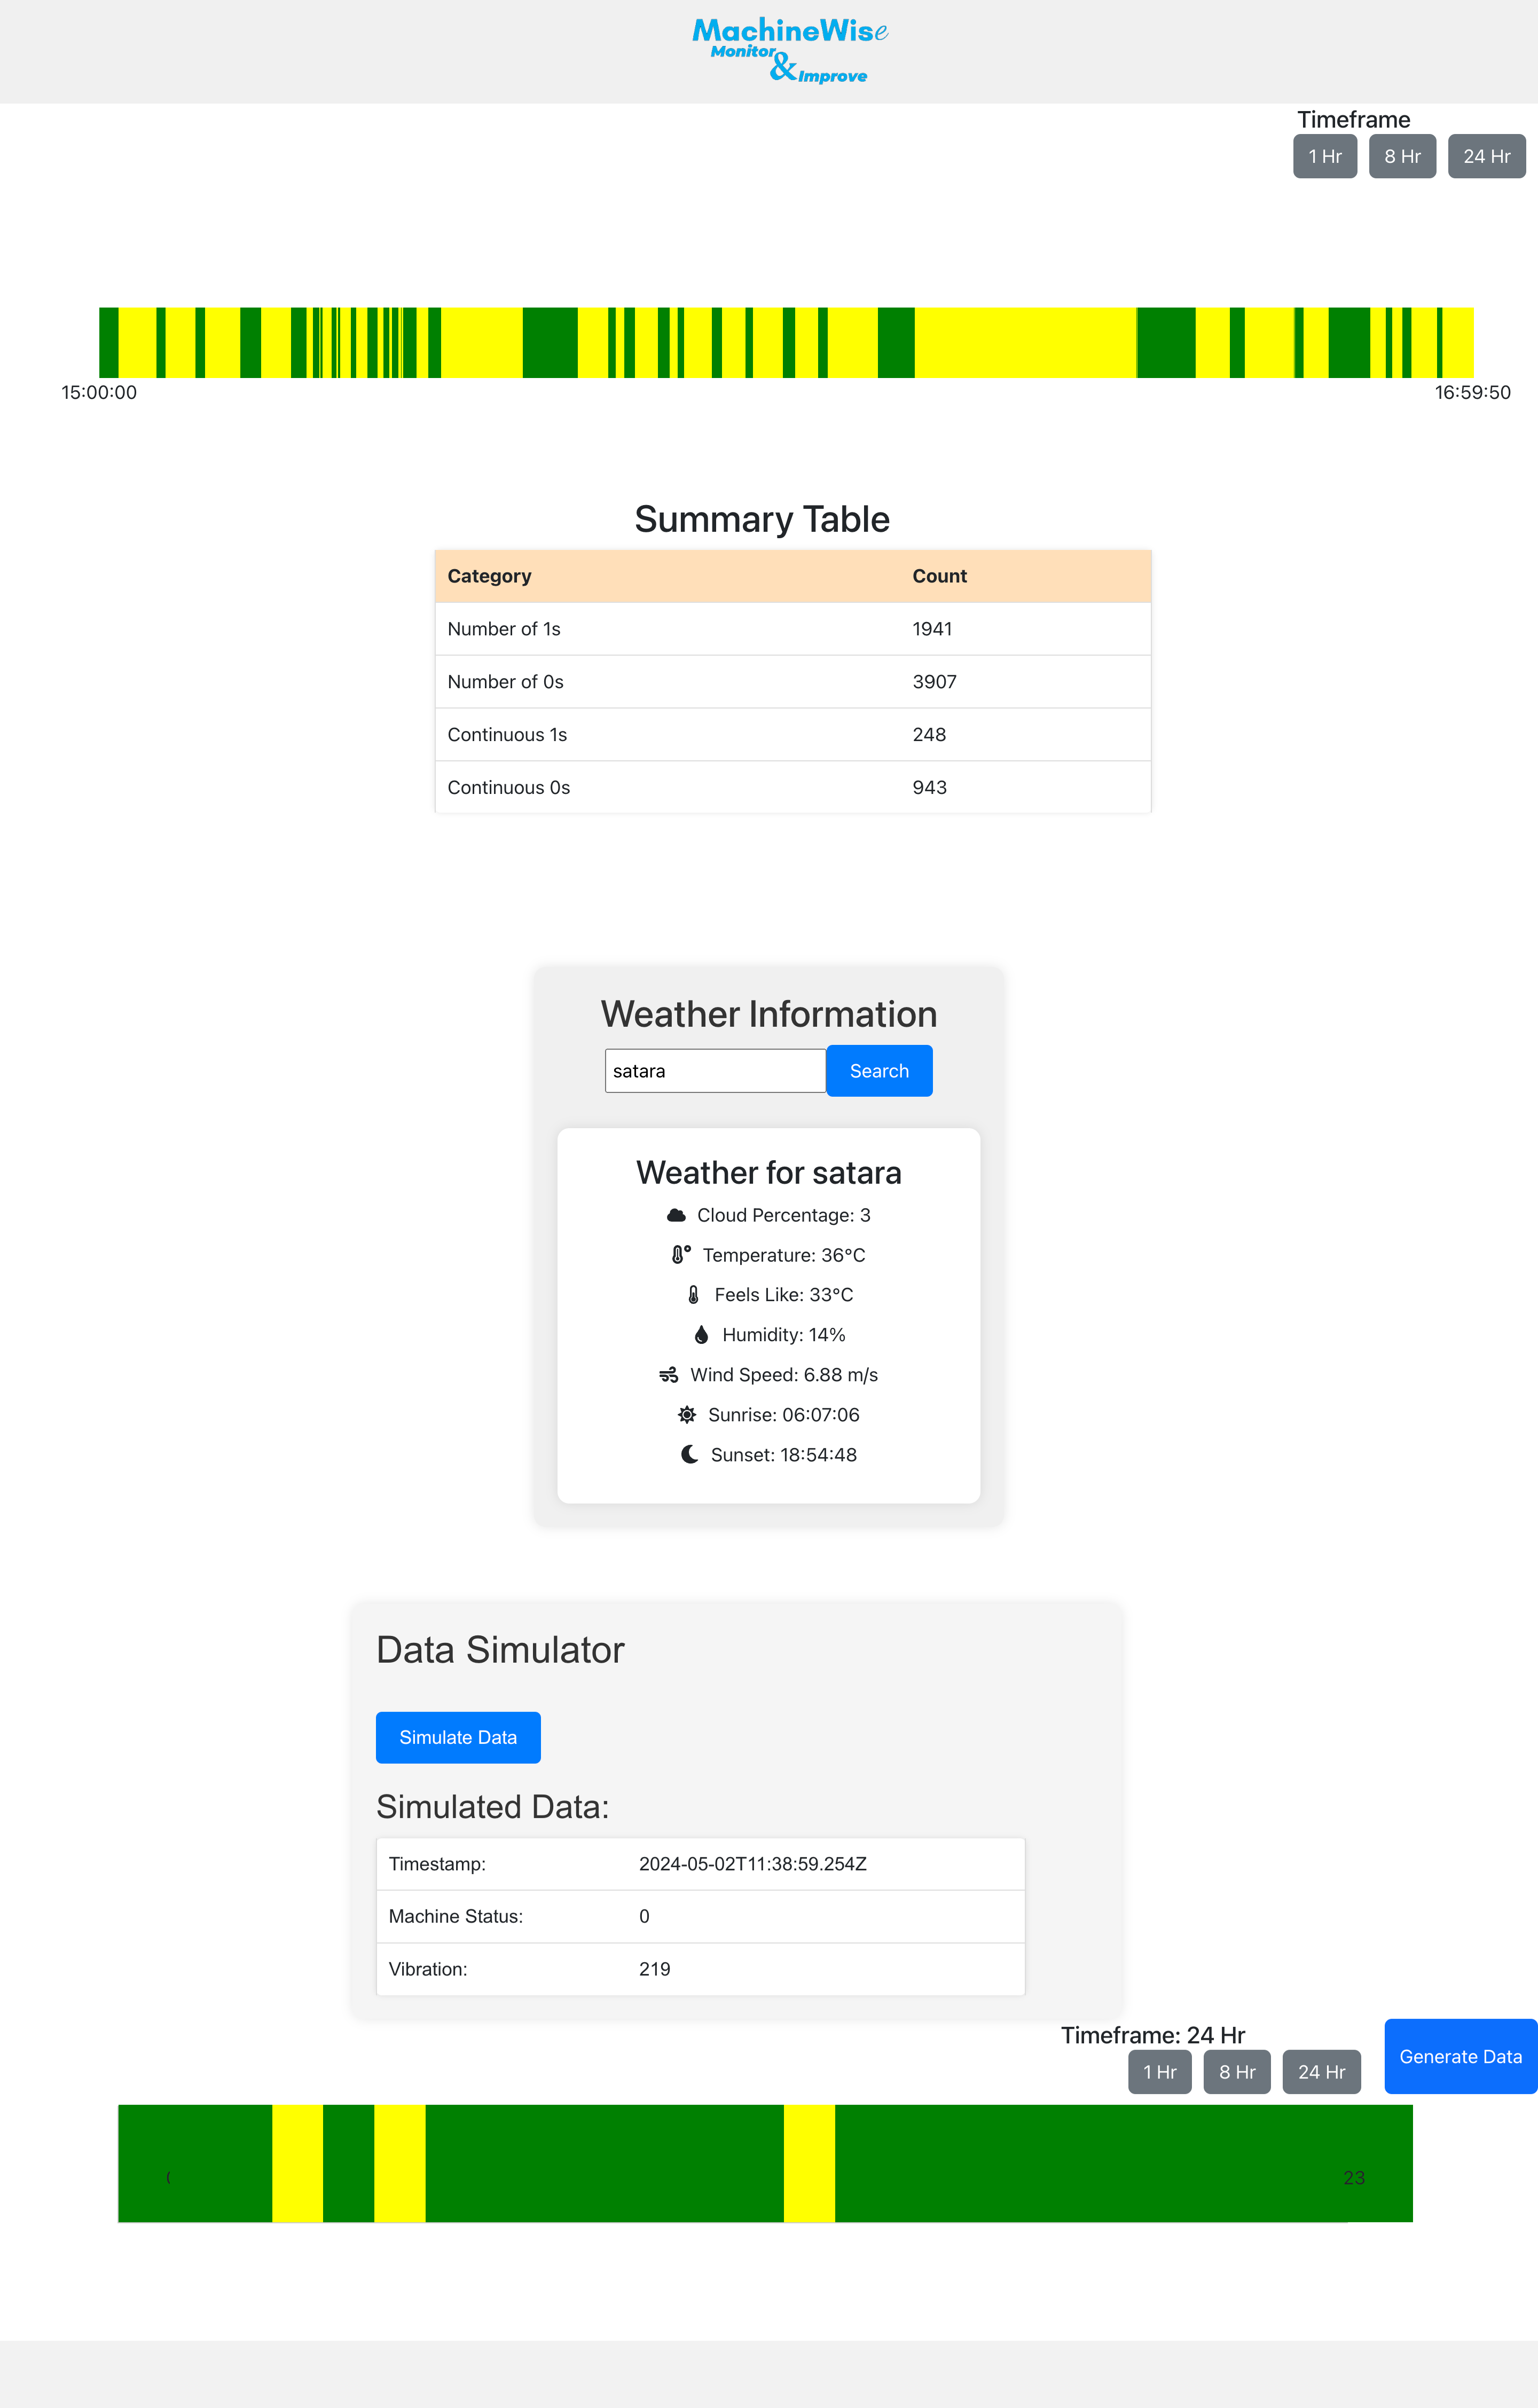 MachineWise
Monitor
&
Improve
Timeframe
1 Hr 8 Hr 24 Hr
15:00:00 16:59:50
Summary Table
Category Count
Number of 1s 1941
Number of 0s 3907
Continuous 1s 248
Continuous 0s 943
Weather Information
satara Search
Weather for satara
Cloud Percentage: 3
Temperature: 36°C
Feels Like: 33°C
Humidity: 14%
Wind Speed: 6.88 m/s
Sunrise: 06:07:06
Sunset: 18:54:48
Data Simulator
Simulate Data
Simulated Data:
Timestamp: 2024-05-02T11:38:59.254Z
Machine Status: 0
Vibration: 219
Timeframe: 24 Hr
Generate Data
1 Hr 8 Hr 24 Hr
23